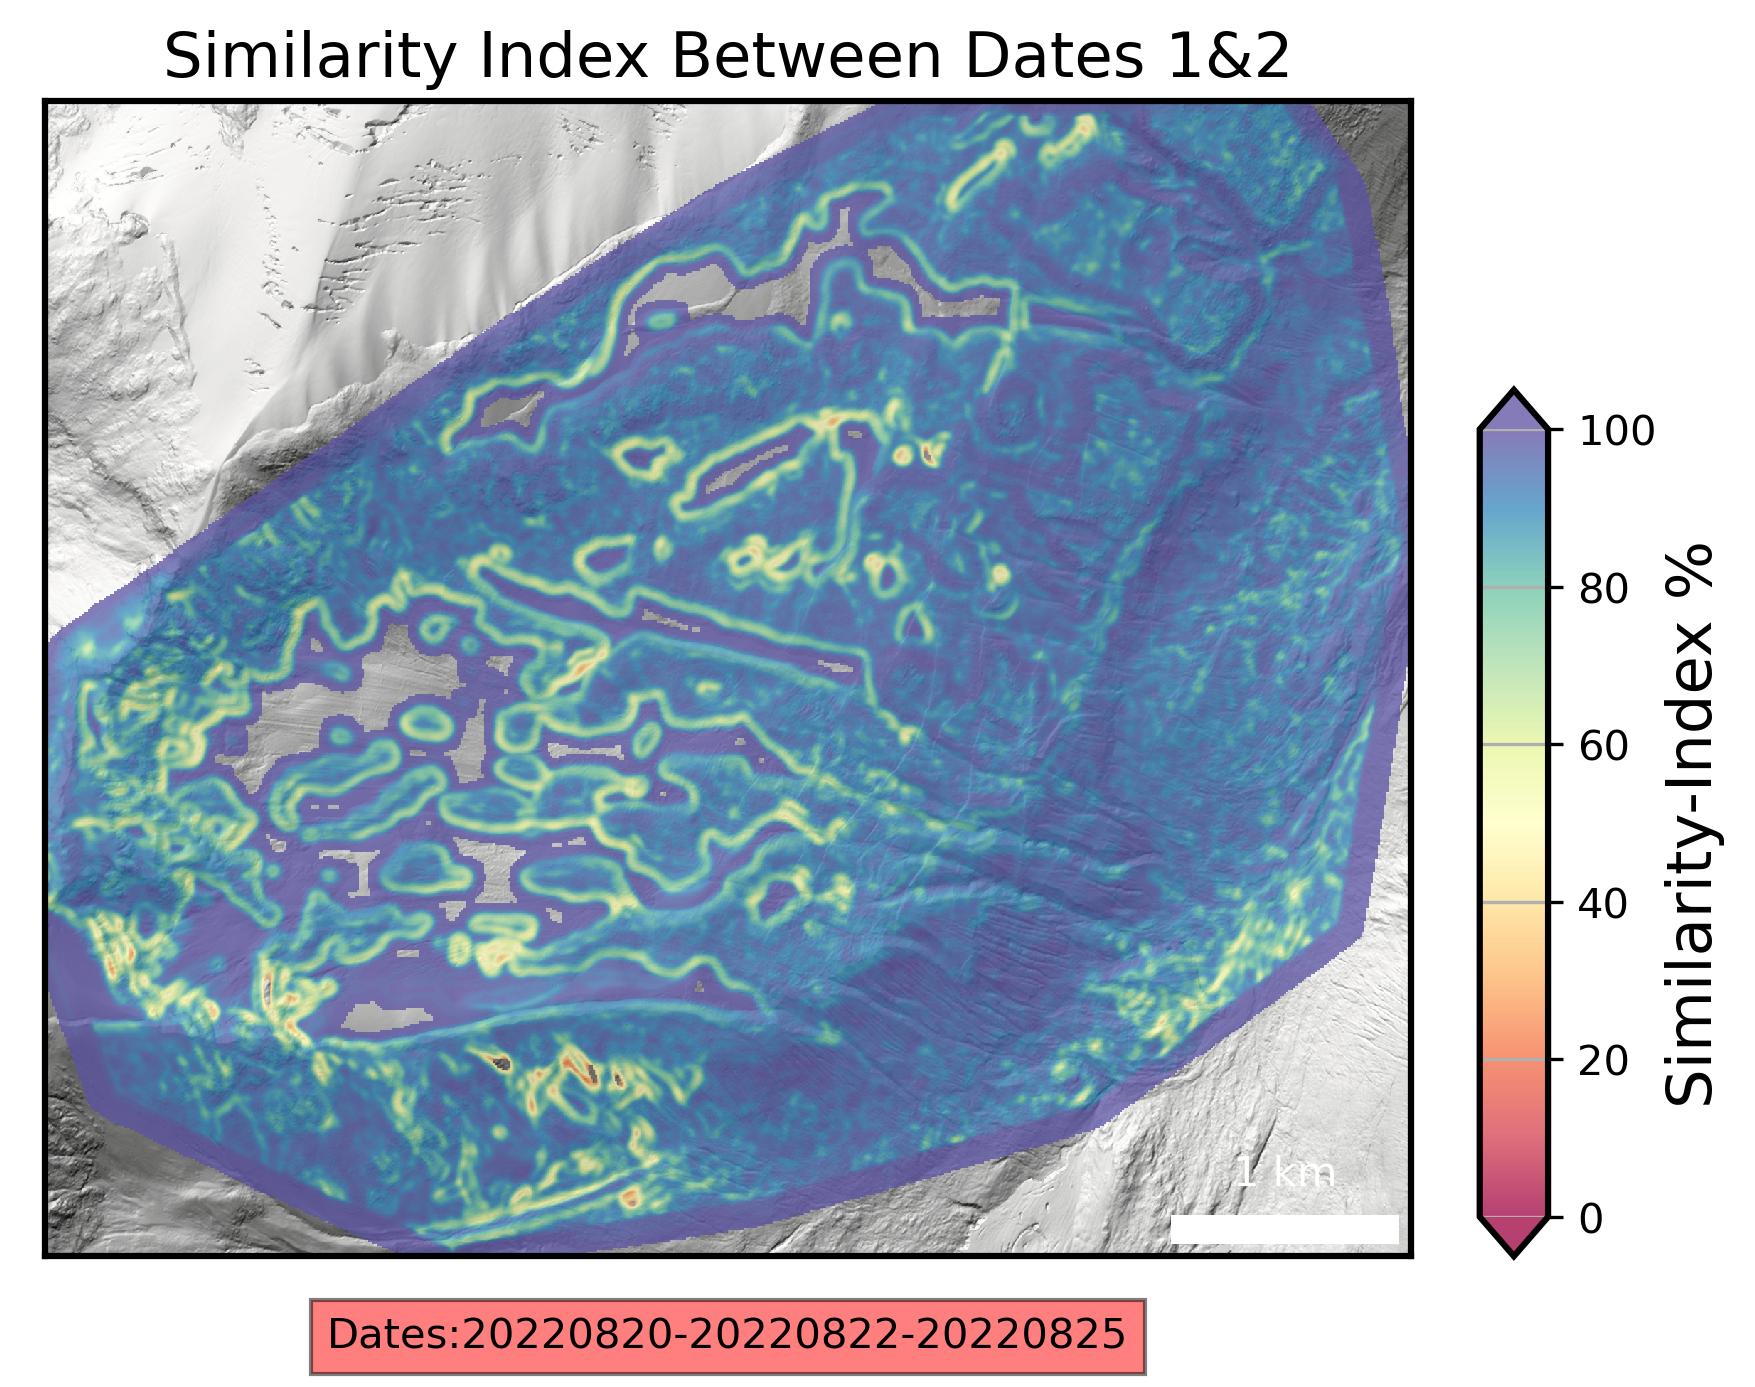 Similarity Index Between Dates 1&2
100
80
60
40
20
0
Similarity-Index %
1 km
Dates:20220820-20220822-20220825